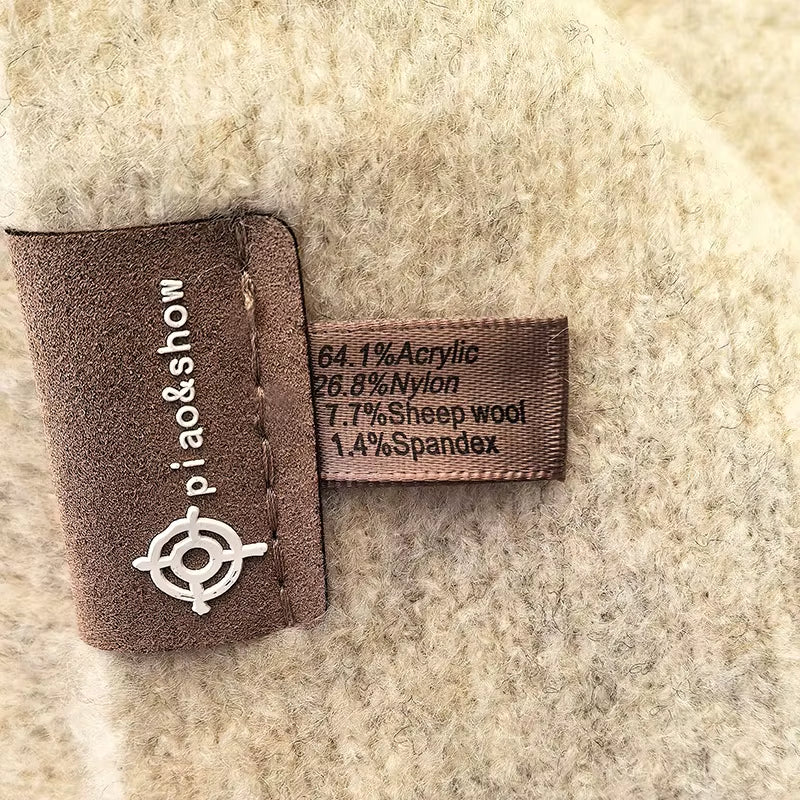 piao&show
64.1%Acrylic
26.8%Nylon
7.7%Sheep wool
1.4%Spandex